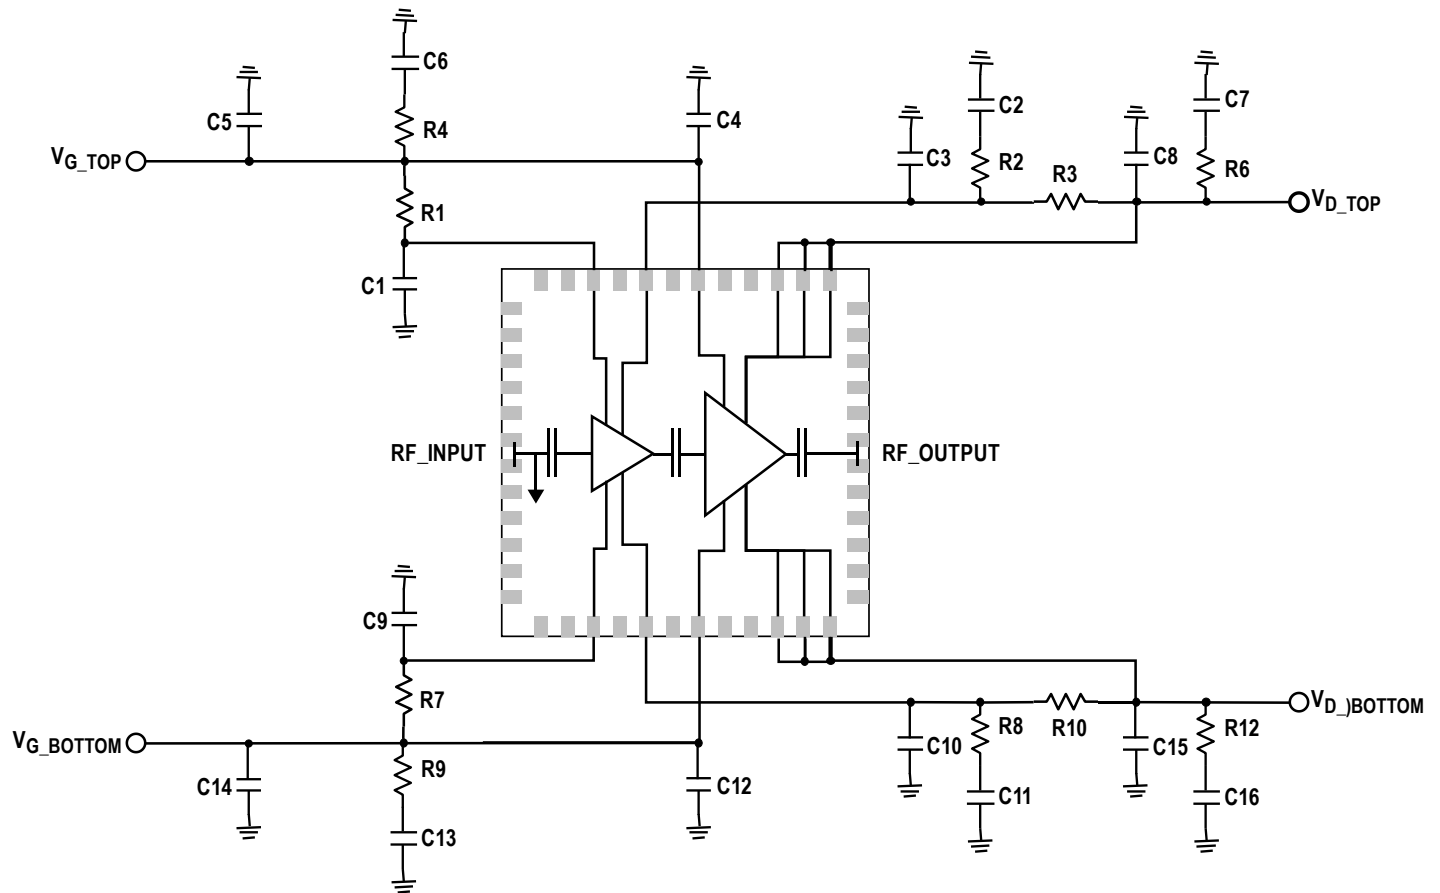 C6
C5
R4
C4
C2
C7
C3
R2
R3
C8
R6
VG_TOP
R1
VD_TOP
C1
RF_INPUT
RF_OUTPUT
C9
R7
VG_BOTTOM
R9
C14
C13
C12
C10
R8
C11
R10
C15
R12
C16
VD_)BOTTOM